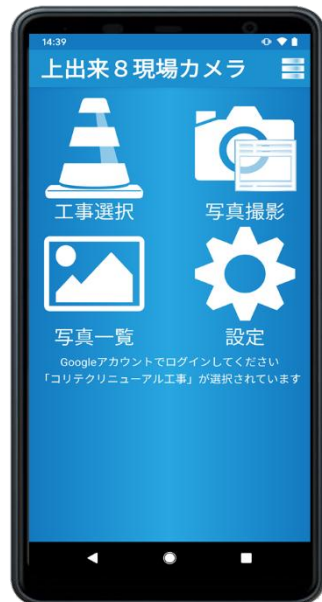 14:39
上出来８現場カメラ
工事選択
写真撮影
写真一覧
設定
Googleアカウントでログインしてください
「コリテクリニューアル工事」が選択されています